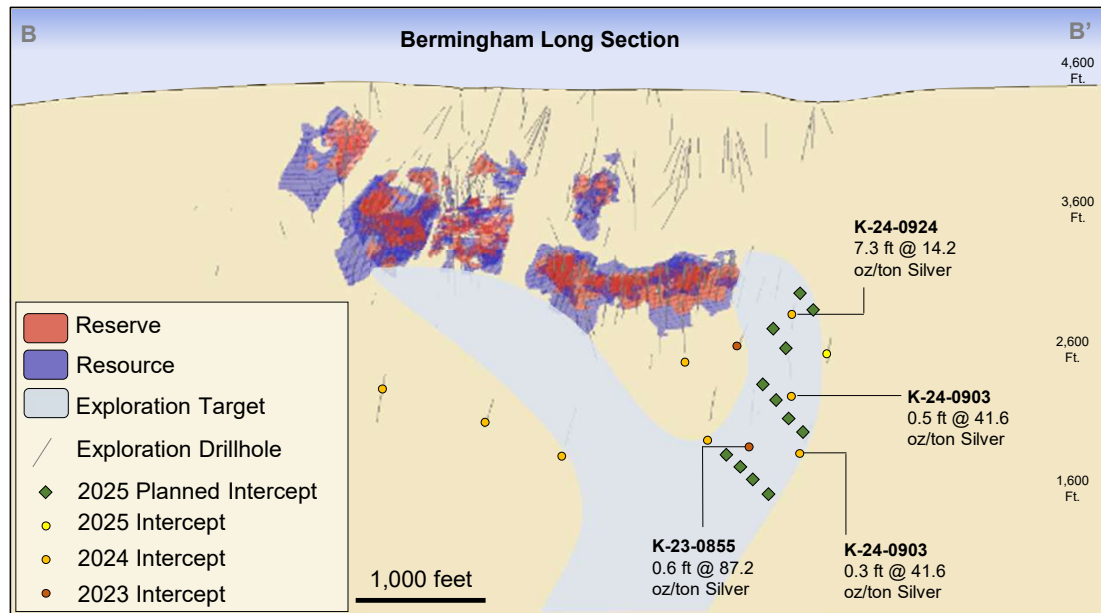 B
Bermingham Long Section
B’
4,600
Ft.
3,600
Ft.
K-24-0924
7.3 ft @ 14.2
oz/ton Silver
2,600
Ft.
K-24-0903
0.5 ft @ 41.6
oz/ton Silver
1,600
Ft.
K-23-0855
0.6 ft @ 87.2
oz/ton Silver
K-24-0903
0.3 ft @ 41.6
oz/ton Silver
Reserve
Resource
Exploration Target
Exploration Drillhole
2025 Planned Intercept
2025 Intercept
2024 Intercept
2023 Intercept
1,000 feet